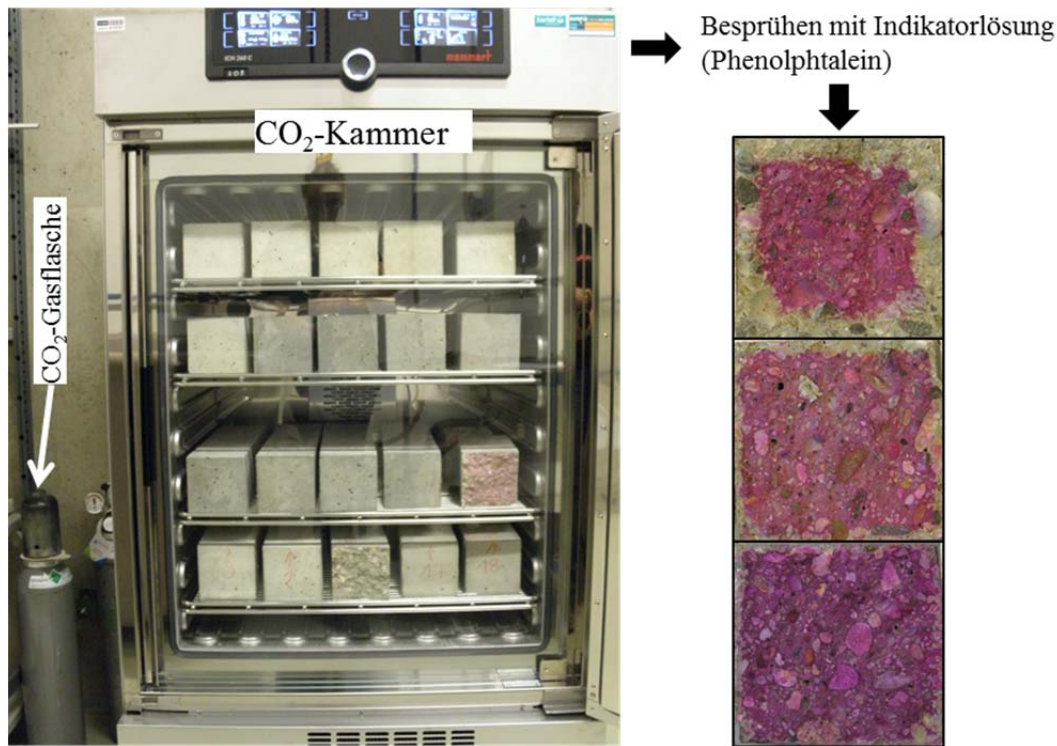 Besprühen mit Indikatorlösung
(Phenolphtalein)
CO₂-Kammer
CO₂-Gasflasche
memmert